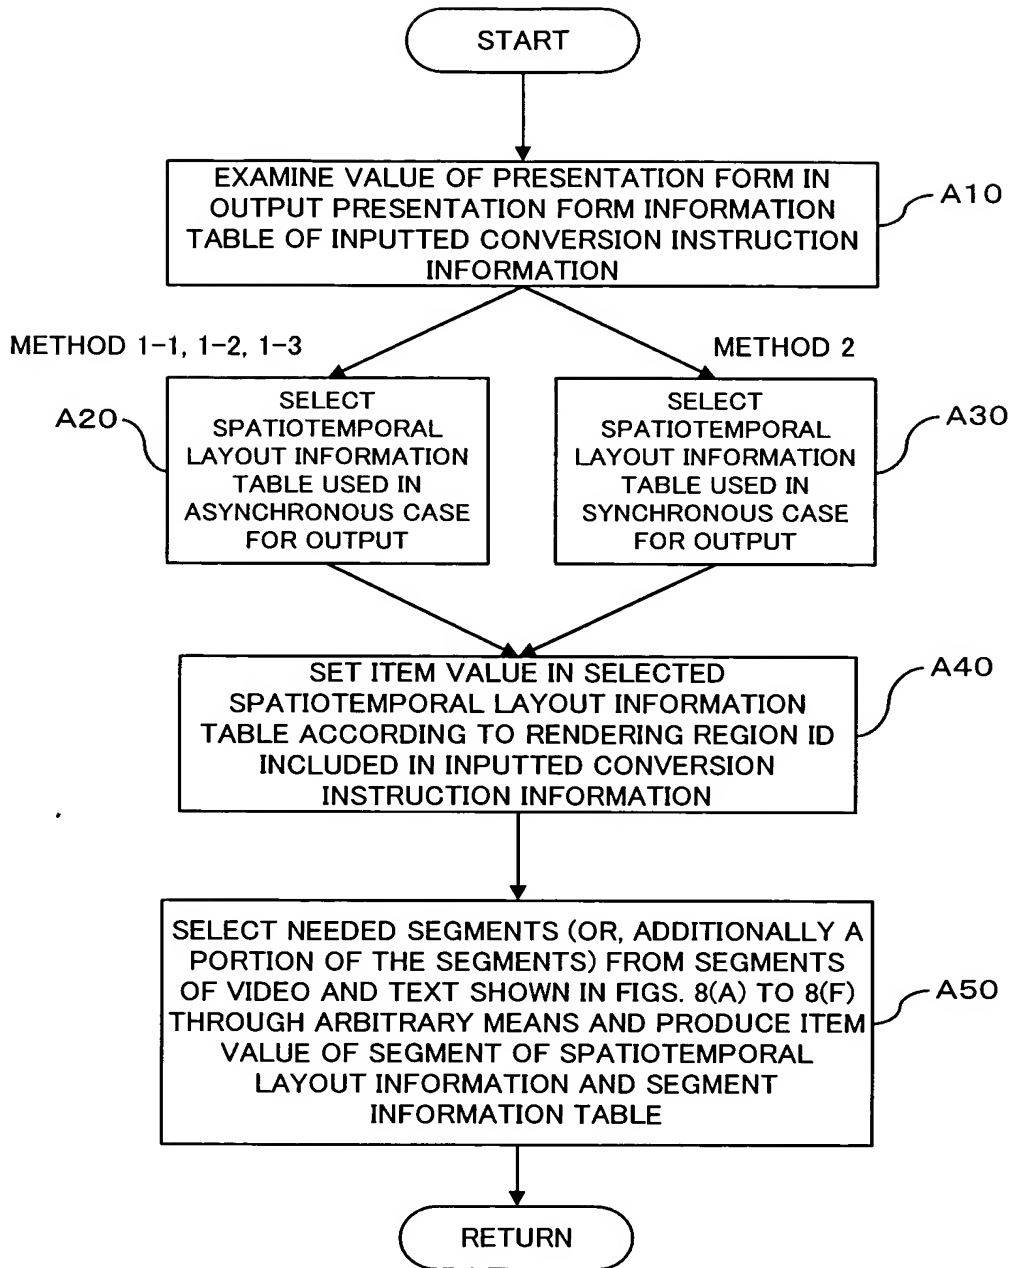 START
EXAMINE VALUE OF PRESENTATION FORM IN
OUTPUT PRESENTATION FORM INFORMATION
TABLE OF INPUTTED CONVERSION INSTRUCTION
INFORMATION
A10
METHOD 1-1, 1-2, 1-3
METHOD 2
A20
SELECT
SPATIOTEMPORAL
LAYOUT INFORMATION
TABLE USED IN
ASYNCHRONOUS CASE
FOR OUTPUT
SELECT
SPATIOTEMPORAL
LAYOUT INFORMATION
TABLE USED IN
SYNCHRONOUS CASE
FOR OUTPUT
A30
SET ITEM VALUE IN SELECTED
SPATIOTEMPORAL LAYOUT INFORMATION
TABLE ACCORDING TO RENDERING REGION ID
INCLUDED IN INPUTTED CONVERSION
INSTRUCTION INFORMATION
A40
SELECT NEEDED SEGMENTS (OR, ADDITIONALLY A
PORTION OF THE SEGMENTS) FROM SEGMENTS
OF VIDEO AND TEXT SHOWN IN FIGS. 8(A) TO 8(F)
THROUGH ARBITRARY MEANS AND PRODUCE ITEM
VALUE OF SEGMENT OF SPATIOTEMPORAL
LAYOUT INFORMATION AND SEGMENT
INFORMATION TABLE
A50
RETURN